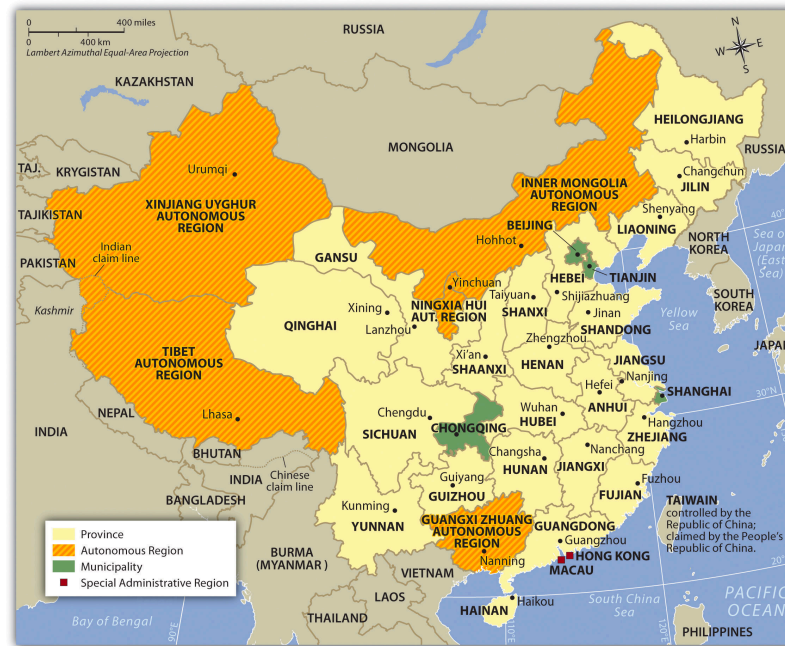 0 400 miles
0 400 km
Lambert Azimuthal Equal-Area Projection
RUSSIA
N
W E
S
KAZAKHSTAN
MONGOLIA
HEILONGJIANG
Harbin
RUSSIA
TAJ.
KRYGISTAN
Urumqi
Changchun
JILIN
TAJIKISTAN
XINJIANG UYGHUR
AUTONOMOUS
REGION
INNER MONGOLIA
AUTONOMOUS
REGION
Shenyang
LIAONING
40°
Sea of
Japan
(East
Sea)
BEIJING
Hohhot
NORTH
KOREA
Indian
claim line
PAKISTAN
GANSU
HEBEI
TIANJIN
Yinchuan
NINGXIA HUI
AUT. REGION
Taiyuan
SHANXI
Shijiazhuang
SOUTH
KOREA
Kashmir
QINGHAI
Xining
Lanzhou
Jinan
SHANDONG
Yellow
Sea
Zhengzhou
HENAN
JAPA
TIBET
AUTONOMOUS
REGION
Xi'an
SHAANXI
JIANGSU
Hefei
Nanjing
ANHUI
SHANGHAI
30°N
NEPAL
Lhasa
Chengdu
SICHUAN
CHONGQING
Wuhan
HUBEI
Hangzhou
ZHEJIANG
INDIA
BHUTAN
Changsha
HUNAN
Nanchang
JIANGXI
INDIA
Chinese
claim line
Guiyang
GUIZHOU
Fuzhou
FUJIAN
BANGLADESH
Kunming
YUNNAN
GUANGXI ZHUANG
AUTONOMOUS
REGION
Nanning
GUANGDONG
Guangzhou
TAIWAIN
controlled by the
Republic of China;
claimed by the People's
Republic of China.
HONG KONG
MACAU
20°
Province
Autonomous Region
Municipality
Special Administrative Region
BURMA
(MYANMAR )
VIETNAM
LAOS
THAILAND
HAINAN
Haikou
South China
Sea
PACIFIC
OCEAN
PHILIPPINES
Bay of Bengal
90°E
110°E
120°E